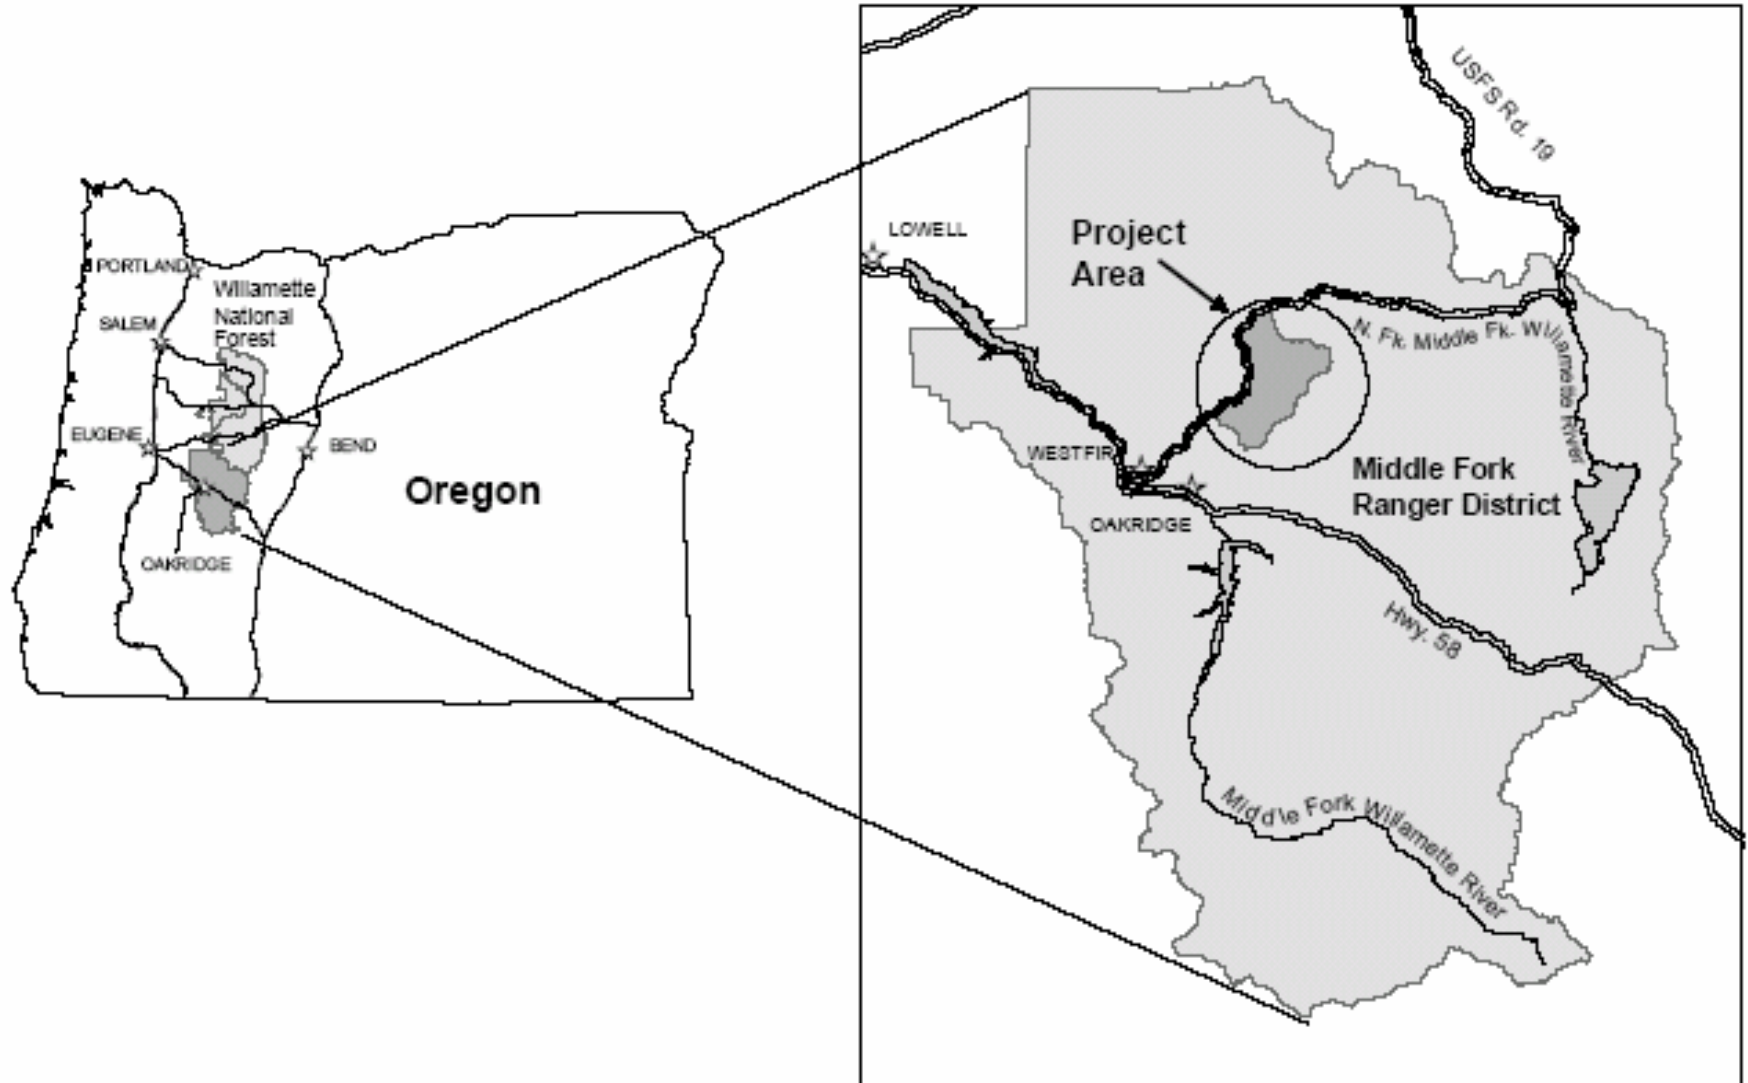 PORTLAND
Willamette
National
Forest
SALEM
EUGENE
BEND
Oregon
OAKRIDGE
USFS Rd. 19
LOWELL
Project
Area
N. Fk. Middle Fk. Willamette River
WESTFIR
Middle Fork
Ranger District
OAKRIDGE
Hwy. 58
Middle Fork Willamette River